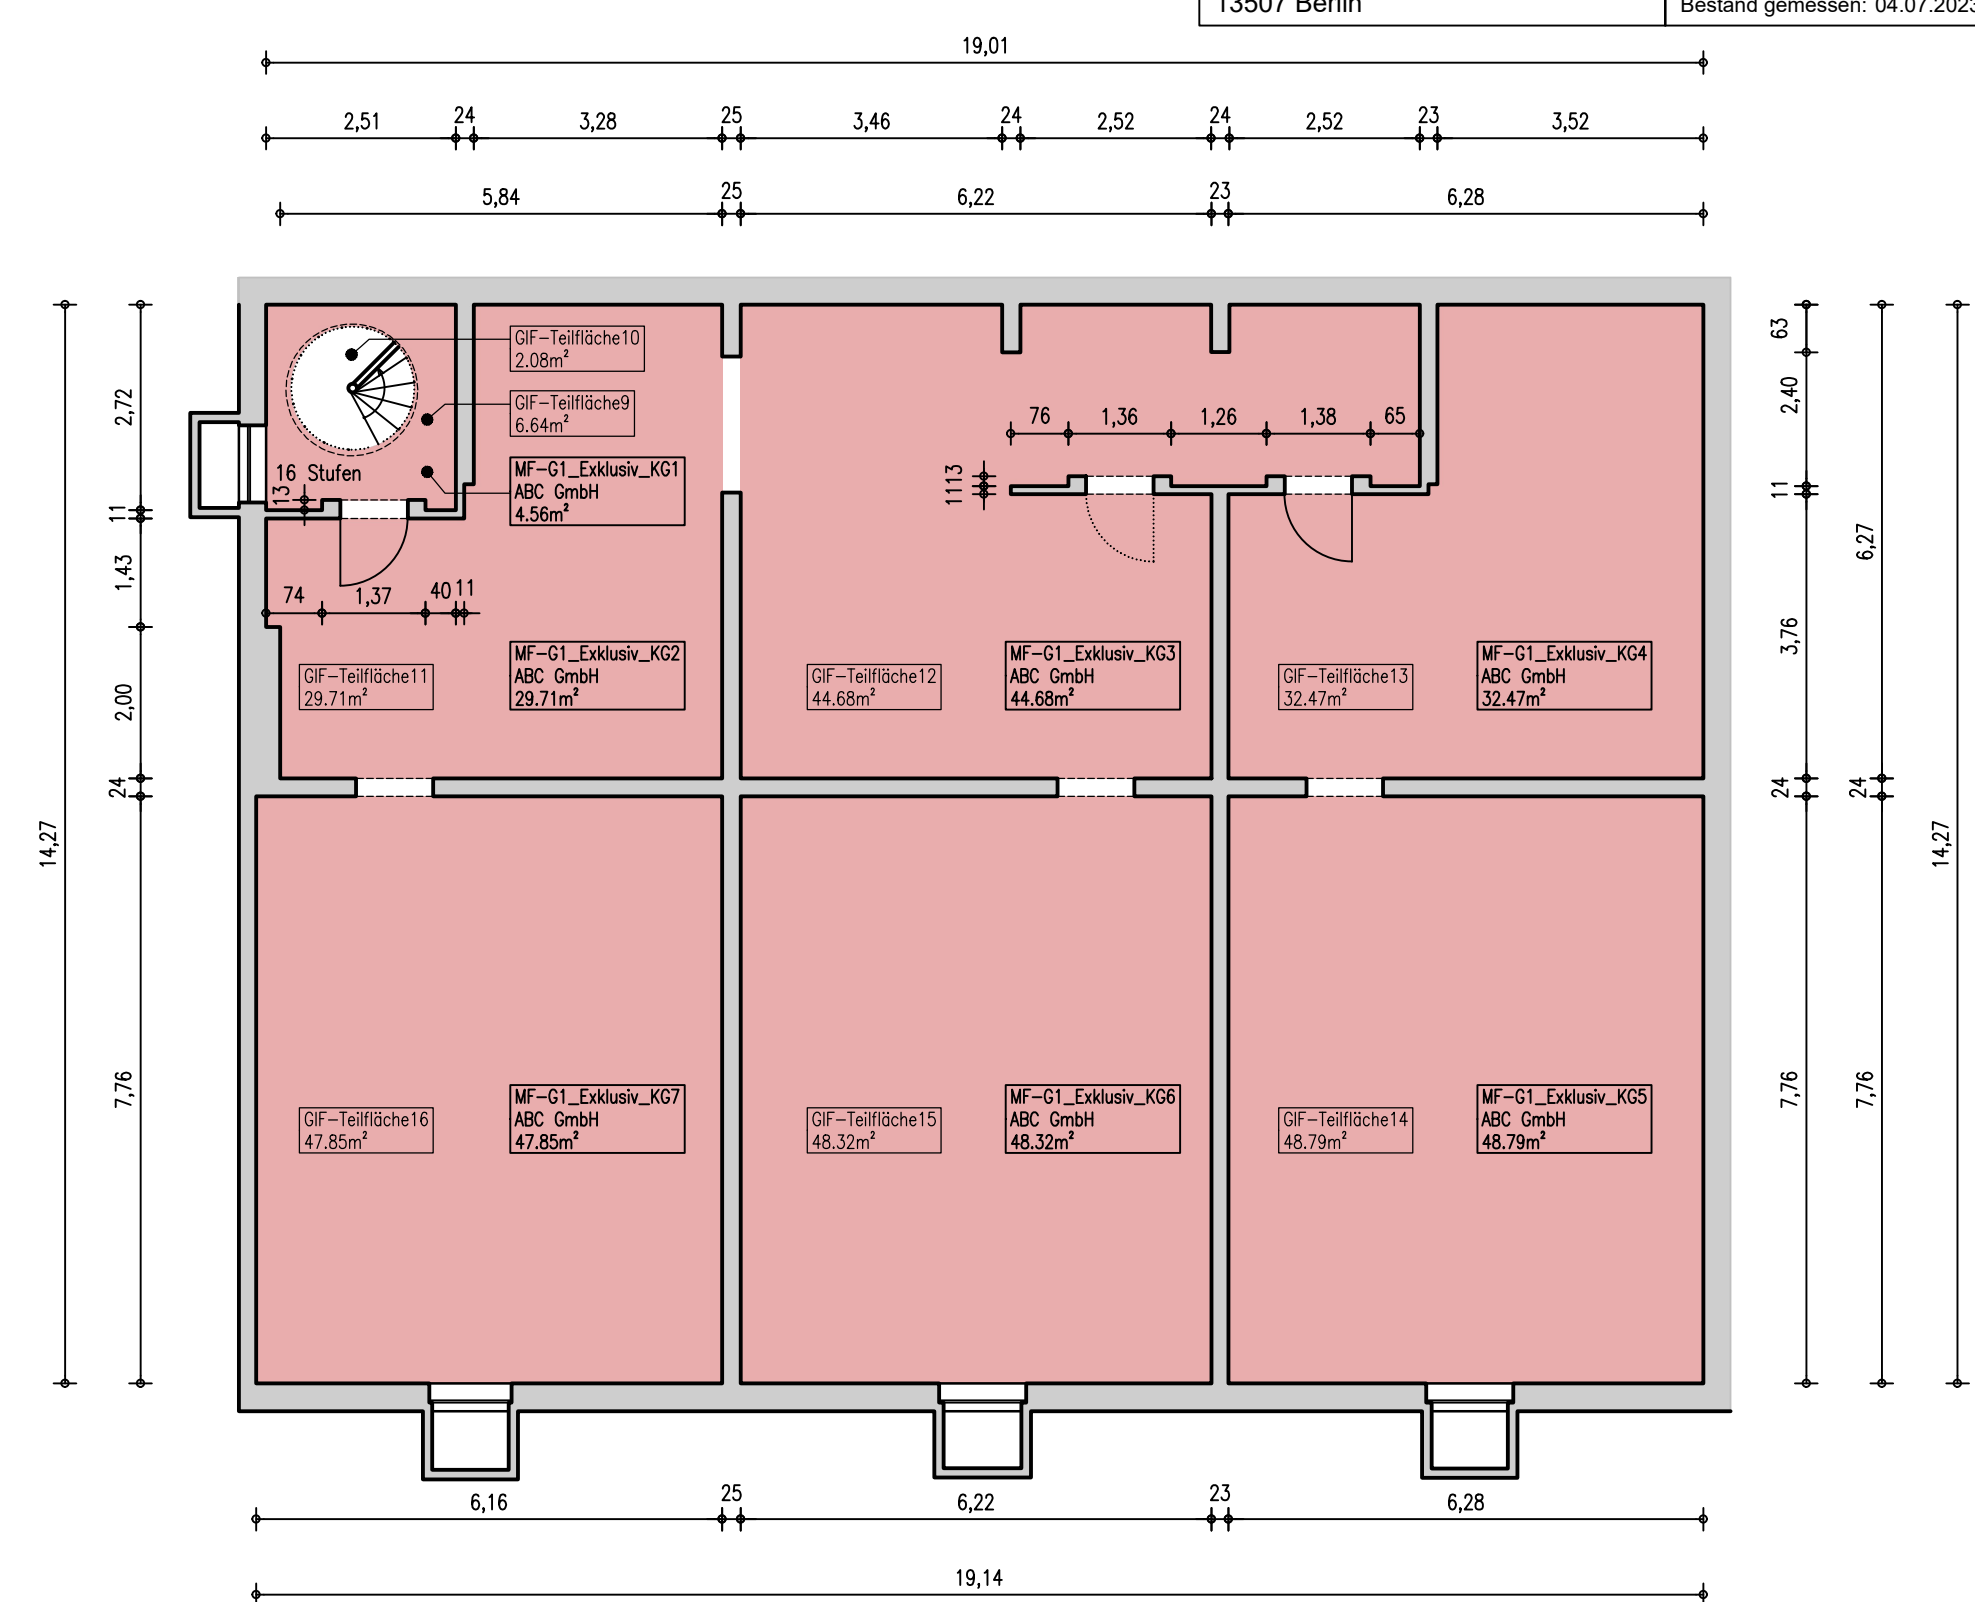 13507 Berlin
Bestand gemessen: 04.07.2023
19,01
2,51
24
3,28
25
3,46
24
2,52
24
2,52
23
3,52
5,84
25
6,22
23
6,28
GIF-Teilfläche10
2.08m²
GIF-Teilfläche9
6.64m²
MF-G1_Exklusiv_KG1
ABC GmbH
4.56m²
16 Stufen
13
76
1,36
1,26
1,38
65
1113
74
1,37
40
11
GIF-Teilfläche11
29.71m²
MF-G1_Exklusiv_KG2
ABC GmbH
29.71m²
GIF-Teilfläche12
44.68m²
MF-G1_Exklusiv_KG3
ABC GmbH
44.68m²
GIF-Teilfläche13
32.47m²
MF-G1_Exklusiv_KG4
ABC GmbH
32.47m²
GIF-Teilfläche16
47.85m²
MF-G1_Exklusiv_KG7
ABC GmbH
47.85m²
GIF-Teilfläche15
48.32m²
MF-G1_Exklusiv_KG6
ABC GmbH
48.32m²
GIF-Teilfläche14
48.79m²
MF-G1_Exklusiv_KG5
ABC GmbH
48.79m²
14,27
2,72
11
1,43
2,00
24
7,76
63
2,40
11
3,76
24
7,76
6,27
24
7,76
14,27
6,16
25
6,22
23
6,28
19,14